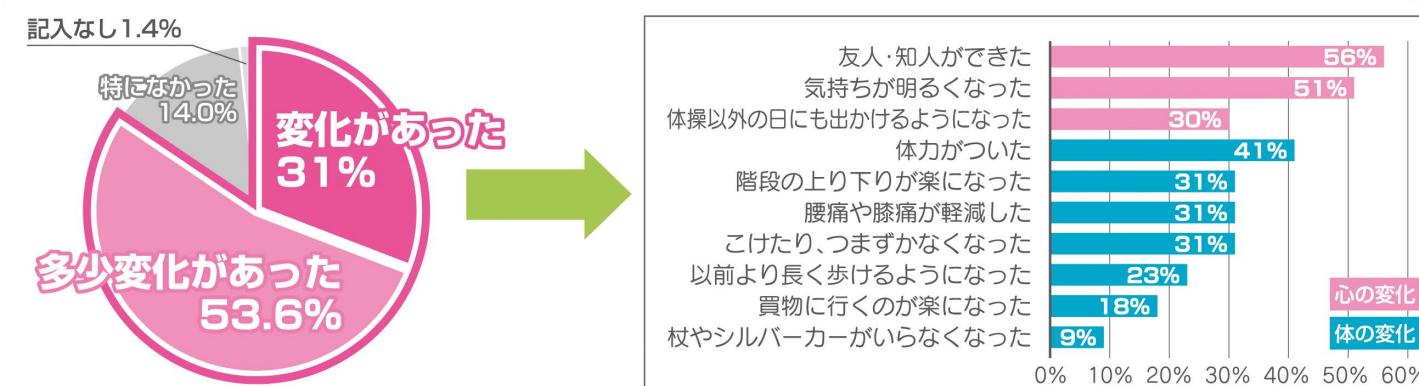 記入なし1.4%
特になかった
14.0%
変化があった
31%
多少変化があった
53.6%
友人・知人ができた 56%
気持ちが明るくなった 51%
体操以外の日にも出かけるようになった 30%
体力がついた 41%
階段の上り下りが楽になった 31%
腰痛や膝痛が軽減した 31%
こけたり、つまずかなくなった 31%
以前より長く歩けるようになった 23%
買物に行くのが楽になった 18%
杖やシルバーカーがいらなくなった 9%
心の変化
体の変化
0% 10% 20% 30% 40% 50% 60%